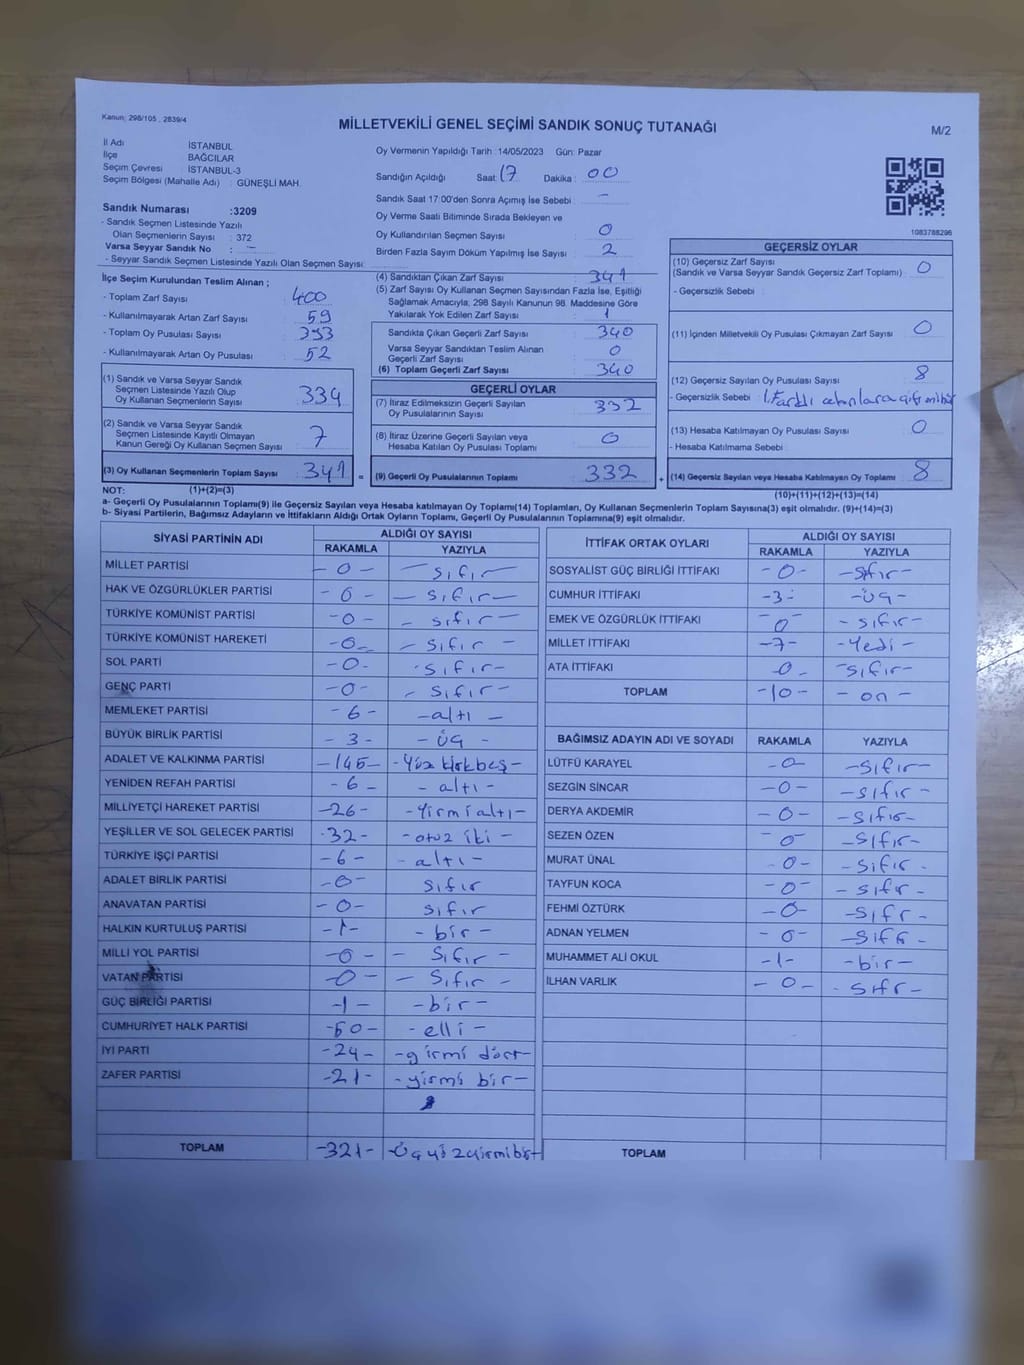 Kanun; 298/105 , 2839/4
MİLLETVEKİLİ GENEL SEÇİMİ SANDIK SONUÇ TUTANAĞI
M/2
İl Adı İSTANBUL
İlçe BAĞCILAR
Seçim Çevresi : İSTANBUL-3
Seçim Bölgesi (Mahalle Adı) : GÜNEŞLİ MAH.
Sandık Numarası :3209
- Sandık Seçmen Listesinde Yazılı
Olan Seçmenlerin Sayısı : 372
Varsa Seyyar Sandık No : -
- Seyyar Sandık Seçmen Listesinde Yazılı Olan Seçmen Sayısı:
Oy Vermenin Yapıldığı Tarih :14/05/2023 Gün: Pazar
Sandığın Açıldığı Saat: 17 Dakika : 00
Sandık Saat 17:00'den Sonra Açımış İse Sebebi : -
Oy Verme Saati Bitiminde Sırada Bekleyen ve
Oy Kullandırılan Seçmen Sayısı : 0
Birden Fazla Sayım Döküm Yapılmış İse Sayısı : 2
1083788296
İlçe Seçim Kurulundan Teslim Alınan ;
- Toplam Zarf Sayısı : 400
- Kullanılmayarak Artan Zarf Sayısı : 59
- Toplam Oy Pusulası Sayısı : 393
- Kullanılmayarak Artan Oy Pusulası : 52
(1) Sandık ve Varsa Seyyar Sandık
Seçmen Listesinde Yazılı Olup
Oy Kullanan Seçmenlerin Sayısı : 334
(2) Sandık ve Varsa Seyyar Sandık
Seçmen Listesinde Kayıtlı Olmayan
Kanun Gereği Oy Kullanan Seçmen Sayısı : 7
(3) Oy Kullanan Seçmenlerin Toplam Sayısı : 341
(1)+(2)=(3)
(4) Sandıktan Çıkan Zarf Sayısı : 341
(5) Zarf Sayısı Oy Kullanan Seçmen Sayısından Fazla İse, Eşitliği
Sağlamak Amacıyla, 298 Sayılı Kanunun 98. Maddesine Göre
Yakılarak Yok Edilen Zarf Sayısı : 1
Sandıkta Çıkan Geçerli Zarf Sayısı : 340
Varsa Seyyar Sandıktan Teslim Alınan
Geçerli Zarf Sayısı : 0
(6) Toplam Geçerli Zarf Sayısı : 340
GEÇERLİ OYLAR
(7) İtiraz Edilmeksizin Geçerli Sayılan
Oy Pusulalarının Sayısı : 332
(8) İtiraz Üzerine Geçerli Sayılan veya
Hesaba Katılan Oy Pusulaları Toplamı : 0
= (9) Geçerli Oy Pusulalarının Toplamı : 332
GEÇERSİZ OYLAR
(10) Geçersiz Zarf Sayısı
(Sandık ve Varsa Seyyar Sandık Geçersiz Zarf Toplamı) : 0
- Geçersizlik Sebebi :
(11) İçinden Milletvekili Oy Pusulası Çıkmayan Zarf Sayısı : 0
(12) Geçersiz Sayılan Oy Pusulası Sayısı : 8
- Geçersizlik Sebebi : Farklı alanlara çift mühür
(13) Hesaba Katılmayan Oy Pusulası Sayısı : 0
- Hesaba Katılmama Sebebi :
+ (14) Geçersiz Sayılan veya Hesaba Katılmayan Oy Toplamı : 8
(10)+(11)+(12)+(13)=(14)
NOT:
a- Geçerli Oy Pusulalarının Toplamı(9) ile Geçersiz Sayılan veya Hesaba katılmayan Oy Toplamı(14) Toplamları, Oy Kullanan Seçmenlerin Toplam Sayısına(3) eşit olmalıdır. (9)+(14)=(3)
b- Siyasi Partilerin, Bağımsız Adayların ve İttifakların Aldığı Ortak Oyların Toplamı, Geçerli Oy Pusulalarının Toplamına(9) eşit olmalıdır.
SİYASİ PARTİNİN ADI ALDIĞI OY SAYISI
RAKAMLA YAZIYLA
MİLLET PARTİSİ -0- -sıfır-
HAK VE ÖZGÜRLÜKLER PARTİSİ -0- -sıfır-
TÜRKİYE KOMÜNİST PARTİSİ -0- -sıfır-
TÜRKİYE KOMÜNİST HAREKETİ -0- -sıfır-
SOL PARTİ -0- -sıfır-
GENÇ PARTİ -0- -sıfır-
MEMLEKET PARTİSİ -6- -altı-
BÜYÜK BİRLİK PARTİSİ -3- -üç-
ADALET VE KALKINMA PARTİSİ -145- -Yüz kırkbeş-
YENİDEN REFAH PARTİSİ -6- -altı-
MİLLİYETÇİ HAREKET PARTİSİ -26- -Yirmialtı-
YEŞİLLER VE SOL GELECEK PARTİSİ -32- -otuz iki-
TÜRKİYE İŞÇİ PARTİSİ -6- -altı-
ADALET BİRLİK PARTİSİ -0- sıfır
ANAVATAN PARTİSİ -0- sıfır
HALKIN KURTULUŞ PARTİSİ -1- -bir-
MİLLİ YOL PARTİSİ -0- -Sıfır-
VATAN PARTİSİ -0- -Sıfır-
GÜÇ BİRLİĞİ PARTİSİ -1- -bir-
CUMHURİYET HALK PARTİSİ -50- -elli-
İYİ PARTİ -24- -yirmi dört-
ZAFER PARTİSİ -21- -yirmi bir-
TOPLAM -321- -Üçyüzyirmibir-
İTTİFAK ORTAK OYLARI ALDIĞI OY SAYISI
RAKAMLA YAZIYLA
SOSYALİST GÜÇ BİRLİĞİ İTTİFAKI -0- -sıfır-
CUMHUR İTTİFAKI -3- -üç-
EMEK VE ÖZGÜRLÜK İTTİFAKI -0- -sıfır-
MİLLET İTTİFAKI -7- -Yedi-
ATA İTTİFAKI -0- -sıfır-
TOPLAM -10- -on-
BAĞIMSIZ ADAYIN ADI VE SOYADI RAKAMLA YAZIYLA
LÜTFÜ KARAYEL -0- -sıfır-
SEZGİN SİNCAR -0- -sıfır-
DERYA AKDEMİR -0- -sıfır-
SEZEN ÖZEN -0- -sıfır-
MURAT ÜNAL -0- -sıfır-
TAYFUN KOCA -0- -sıfır-
FEHMİ ÖZTÜRK -0- -sıfır-
ADNAN YELMEN -0- -sıfır-
MUHAMMET ALİ OKUL -1- -bir-
İLHAN VARLIK -0- -sıfır-
TOPLAM